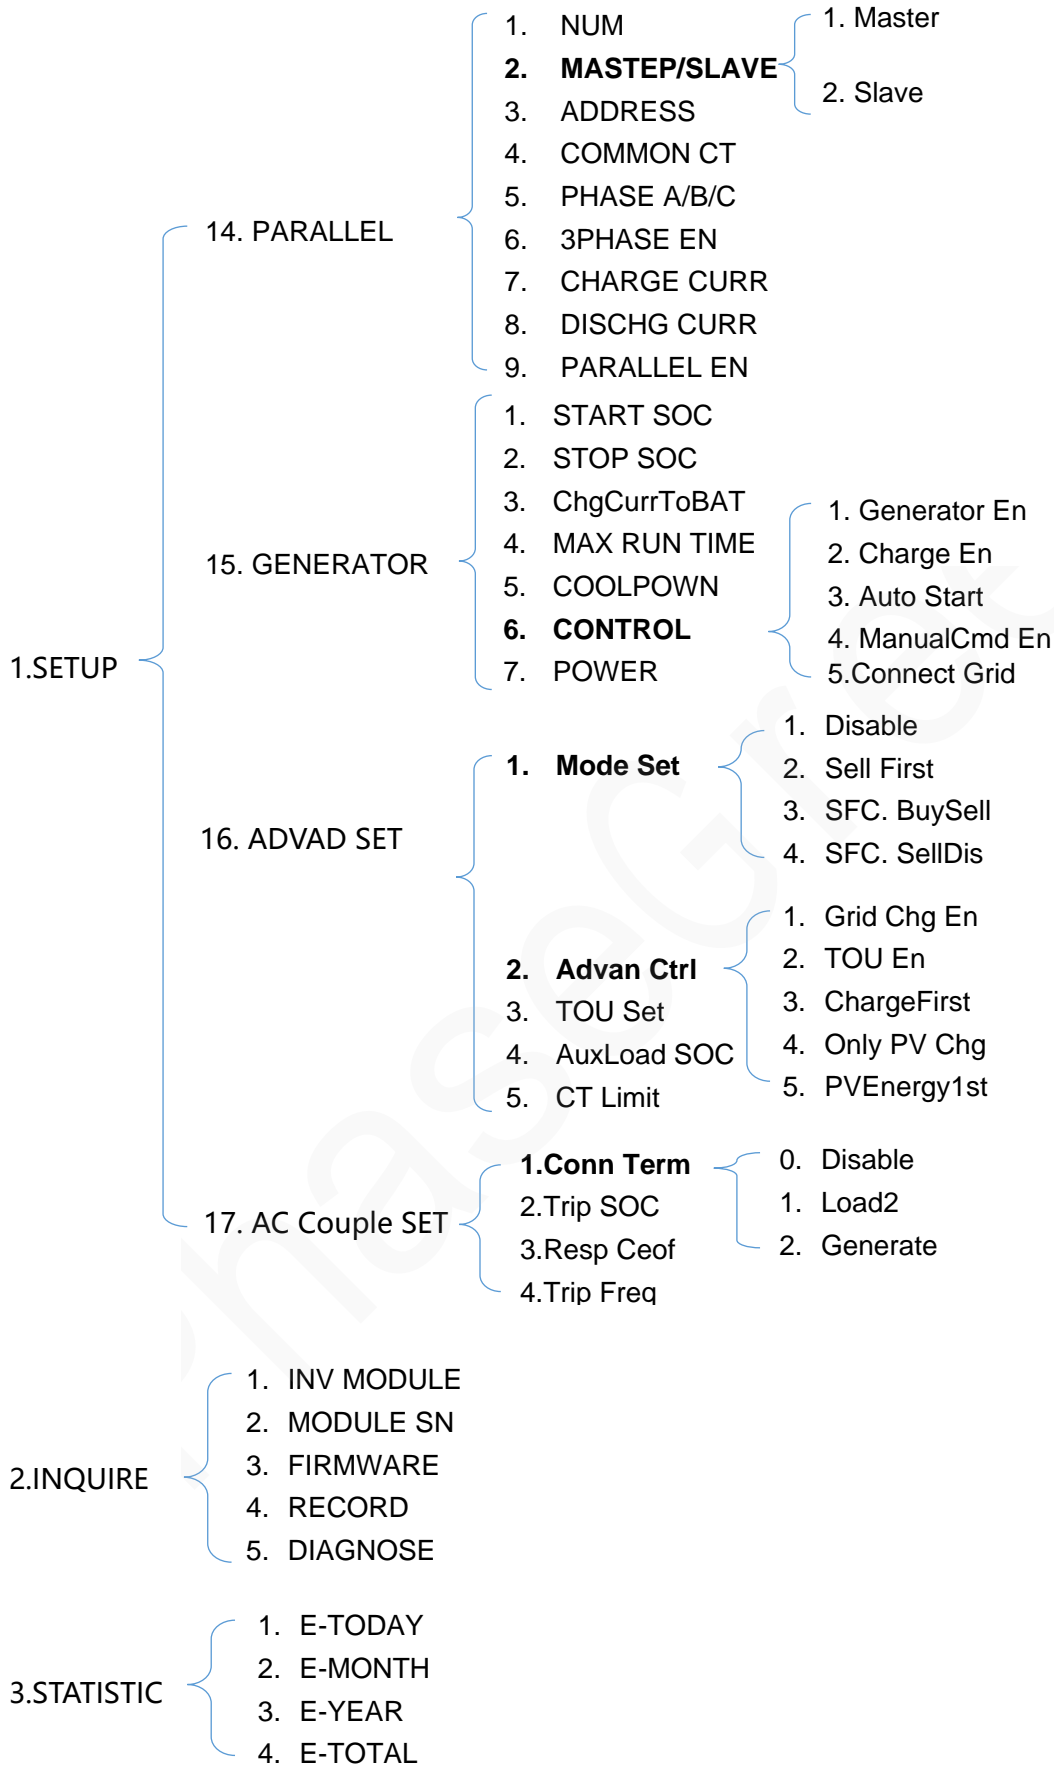 1. NUM
2. MASTEP/SLAVE
1. Master
2. Slave
3. ADDRESS
4. COMMON CT
5. PHASE A/B/C
6. 3PHASE EN
7. CHARGE CURR
8. DISCHG CURR
9. PARALLEL EN
14. PARALLEL
1. START SOC
2. STOP SOC
3. ChgCurrToBAT
4. MAX RUN TIME
5. COOLPOWN
6. CONTROL
7. POWER
15. GENERATOR
1. Generator En
2. Charge En
3. Auto Start
4. ManualCmd En
5.Connect Grid
1.SETUP
1. Mode Set
1. Disable
2. Sell First
3. SFC. BuySell
4. SFC. SellDis
16. ADVAD SET
2. Advan Ctrl
3. TOU Set
4. AuxLoad SOC
5. CT Limit
1. Grid Chg En
2. TOU En
3. ChargeFirst
4. Only PV Chg
5. PVEnergy1st
17. AC Couple SET
1.Conn Term
2.Trip SOC
3.Resp Ceof
4.Trip Freq
0. Disable
1. Load2
2. Generate
2.INQUIRE
1. INV MODULE
2. MODULE SN
3. FIRMWARE
4. RECORD
5. DIAGNOSE
3.STATISTIC
1. E-TODAY
2. E-MONTH
3. E-YEAR
4. E-TOTAL